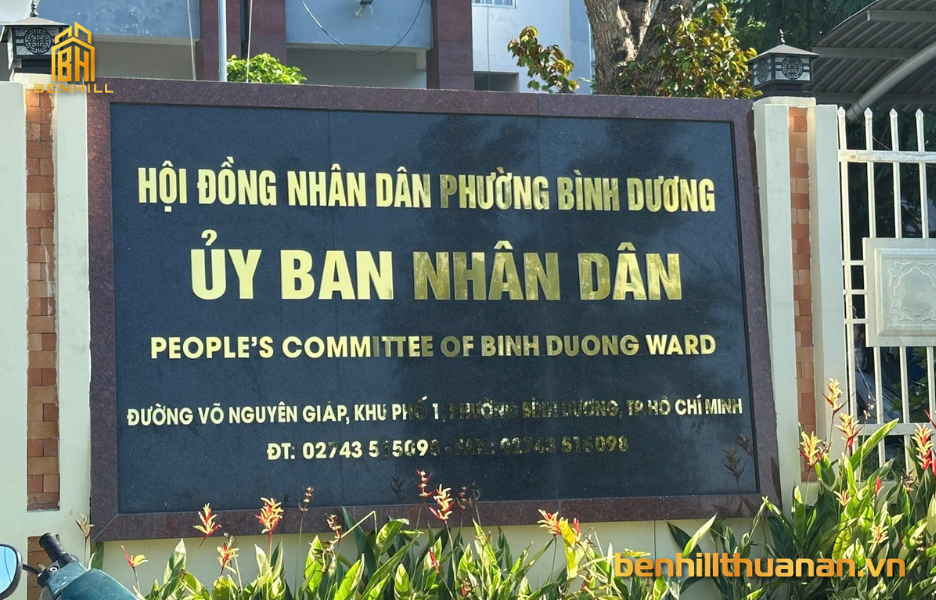 BH
BENHILL
HỘI ĐỒNG NHÂN DÂN PHƯỜNG BÌNH DƯƠNG
ỦY BAN NHÂN DÂN
PEOPLE'S COMMITTEE OF BINH DUONG WARD
ĐƯỜNG VÕ NGUYÊN GIÁP, KHU PHỐ 1, PHƯỜNG BÌNH DƯƠNG, TP.HỒ CHÍ MINH
ĐT: 02743 515098 - FAX: 02743 516098
benhillthuanan.vn